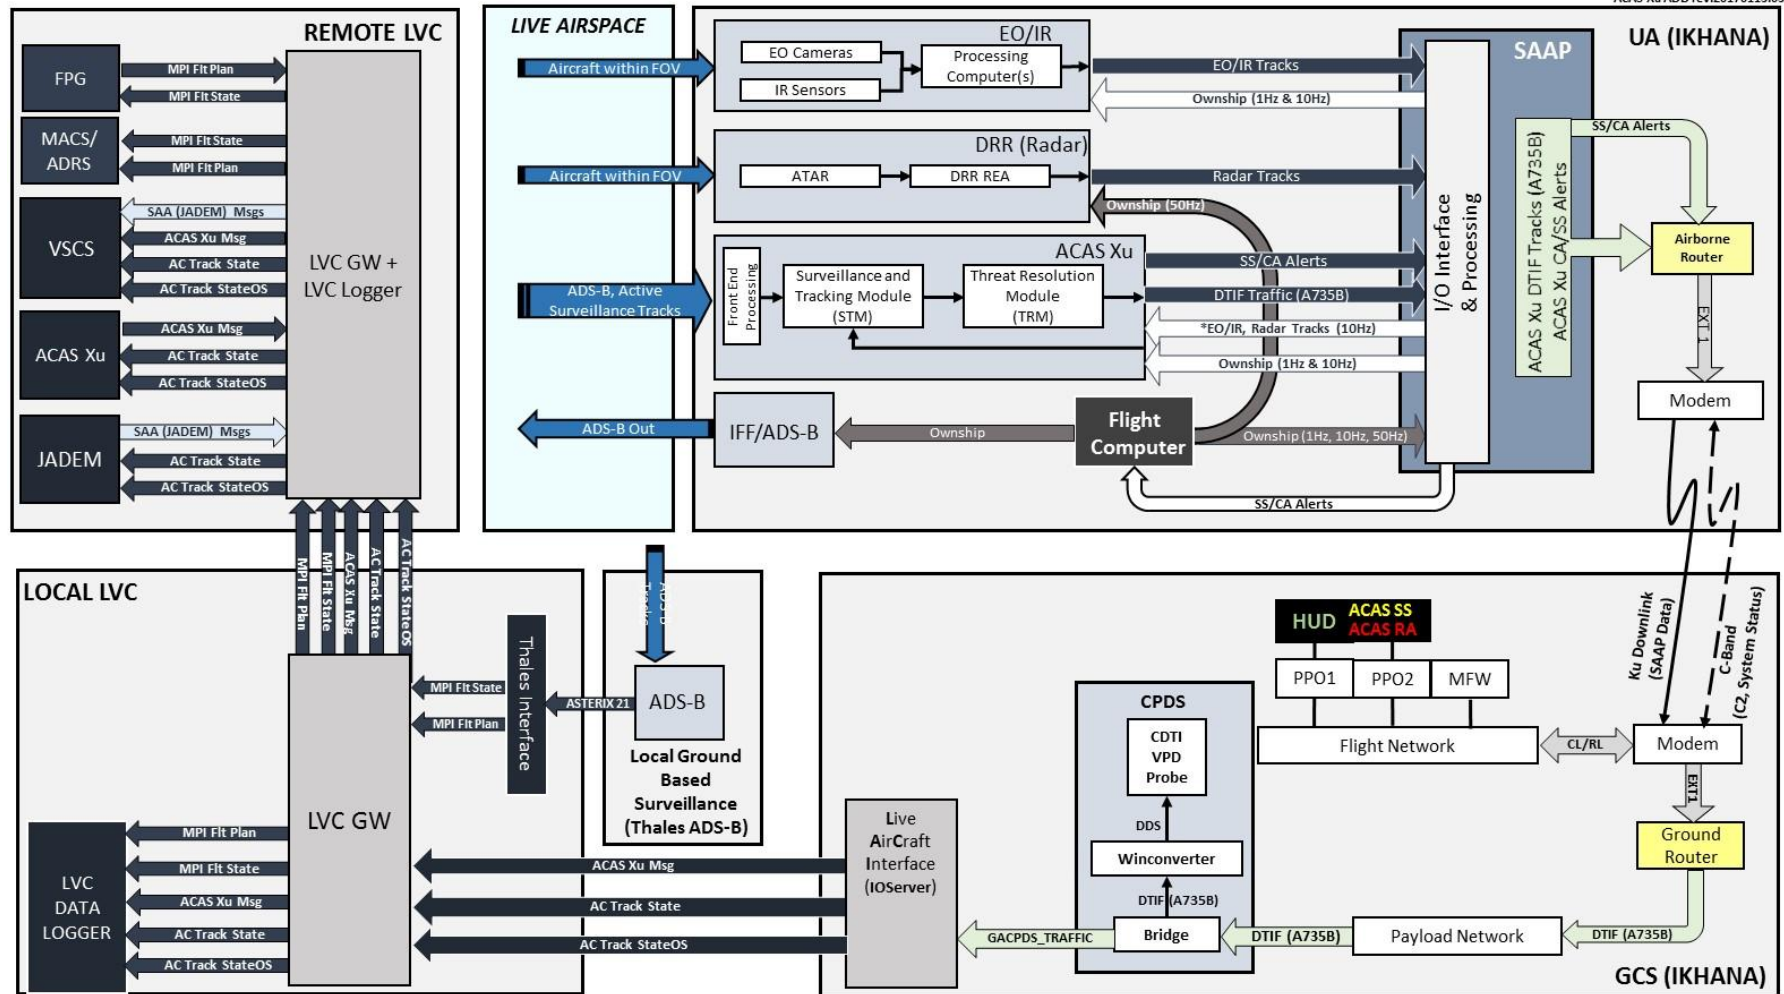 REMOTE LVC
FPG
MPI Flt Plan
MPI Flt State
MACS/
ADRS
MPI Flt State
MPI Flt Plan
VSCS
SAA (JADEM) Msgs
ACAS Xu Msg
AC Track State
AC Track StateOS
ACAS Xu
ACAS Xu Msg
AC Track State
AC Track StateOS
JADEM
SAA (JADEM) Msgs
AC Track State
AC Track StateOS
LVC GW +
LVC Logger
MPI Flt Plan
MPI Flt State
ACAS Xu Msg
AC Track State
AC Track StateOS
LIVE AIRSPACE
Aircraft within FOV
Aircraft within FOV
ADS-B, Active
Surveillance Tracks
ADS-B Out
UA (IKHANA)
EO/IR
EO Cameras
IR Sensors
Processing
Computer(s)
EO/IR Tracks
Ownship (1Hz & 10Hz)
DRR (Radar)
ATAR
DRR REA
Radar Tracks
Ownship (50Hz)
ACAS Xu
Front End
Processing
Surveillance and
Tracking Module
(STM)
Threat Resolution
Module
(TRM)
SS/CA Alerts
DTIF Traffic (A735B)
*EO/IR, Radar Tracks (10Hz)
Ownship (1Hz & 10Hz)
IFF/ADS-B
Ownship
Flight
Computer
Ownship (1Hz, 10Hz, 50Hz)
SS/CA Alerts
SAAP
I/O Interface
& Processing
ACAS Xu DTIF Tracks (A735B)
ACAS Xu CA/SS Alerts
SS/CA Alerts
Airborne
Router
EXT 1
Modem
Ku Downlink
(SAAP Data)
C-Band
(C2, System Status)
LOCAL LVC
LVC GW
Thales Interface
MPI Flt State
MPI Flt Plan
ASTERIX 21
ADS-B
Tracks
ADS-B
Local Ground
Based
Surveillance
(Thales ADS-B)
LVC
DATA
LOGGER
MPI Flt Plan
MPI Flt State
ACAS Xu Msg
AC Track State
AC Track StateOS
ACAS Xu Msg
AC Track State
AC Track StateOS
Live
AirCraft
Interface
(IOServer)
GACPDS_TRAFFIC
CPDS
CDTI
VPD
Probe
DDS
Winconverter
DTIF (A735B)
Bridge
DTIF (A735B)
Payload Network
DTIF (A735B)
HUD
ACAS SS
ACAS RA
PPO1
PPO2
MFW
Flight Network
CL/RL
Modem
EXT1
Ground
Router
GCS (IKHANA)